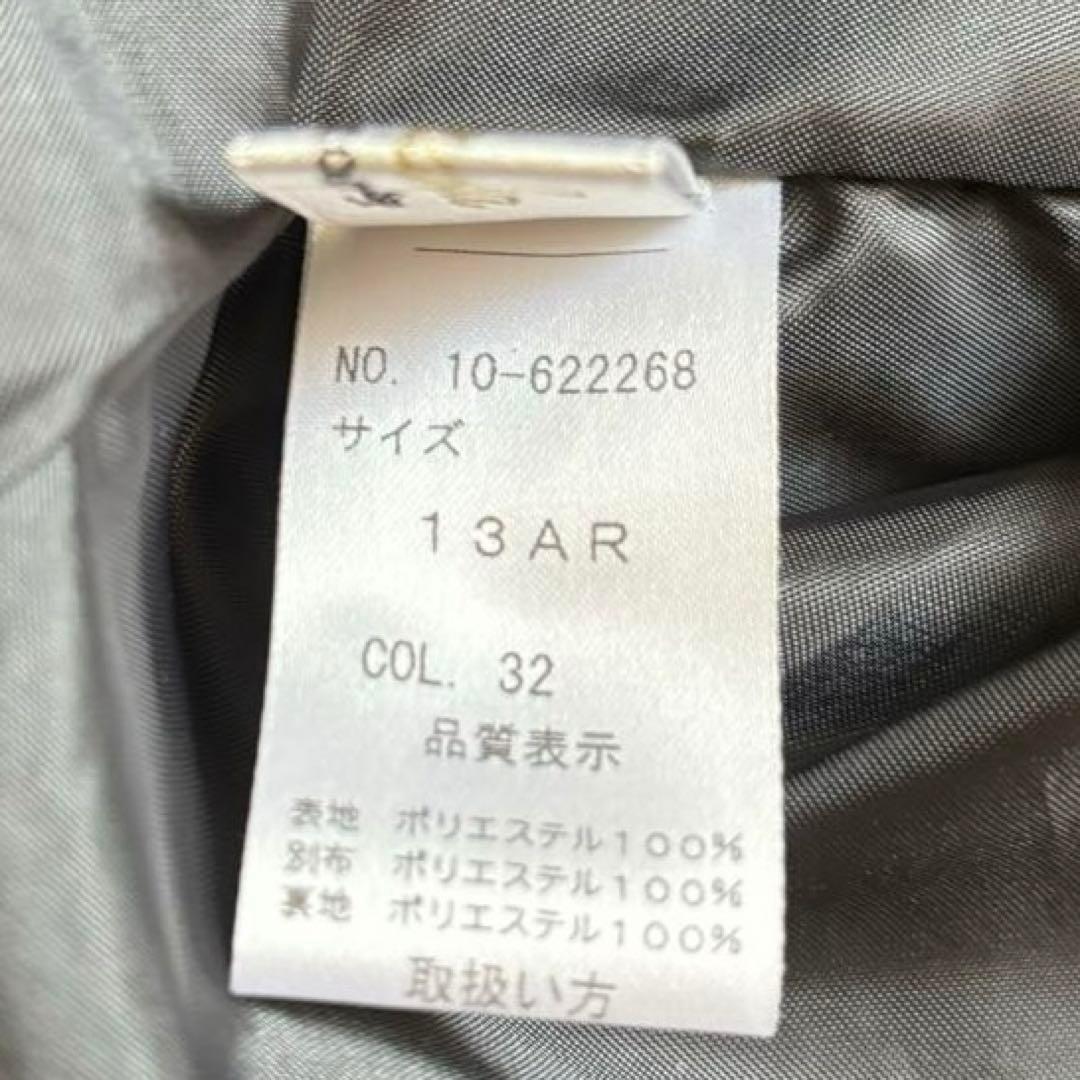 NO. 10-622268
サイズ
13AR
COL. 32
品質表示
表地 ポリエステル100%
別布 ポリエステル100%
裏地 ポリエステル100%
取扱い方